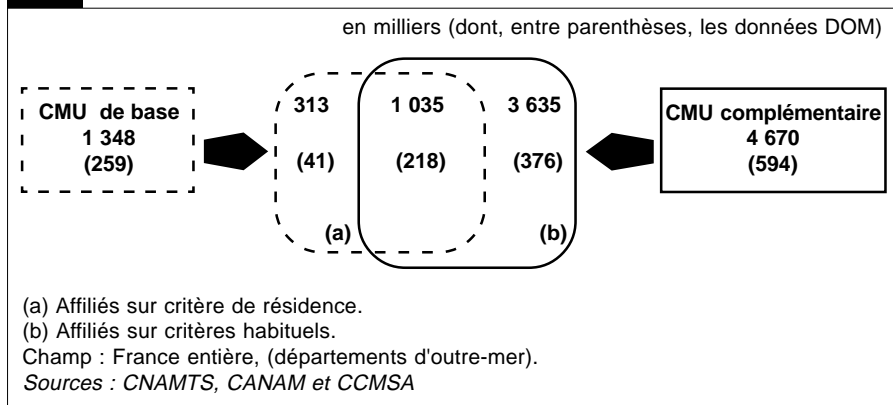 en milliers (dont, entre parenthèses, les données DOM)
CMU de base
1 348
(259)
313 1 035 3 635
(41) (218) (376)
(a) (b)
CMU complémentaire
4 670
(594)
(a) Affiliés sur critère de résidence.
(b) Affiliés sur critères habituels.
Champ : France entière, (départements d'outre-mer).
Sources : CNAMTS, CANAM et CCMSA